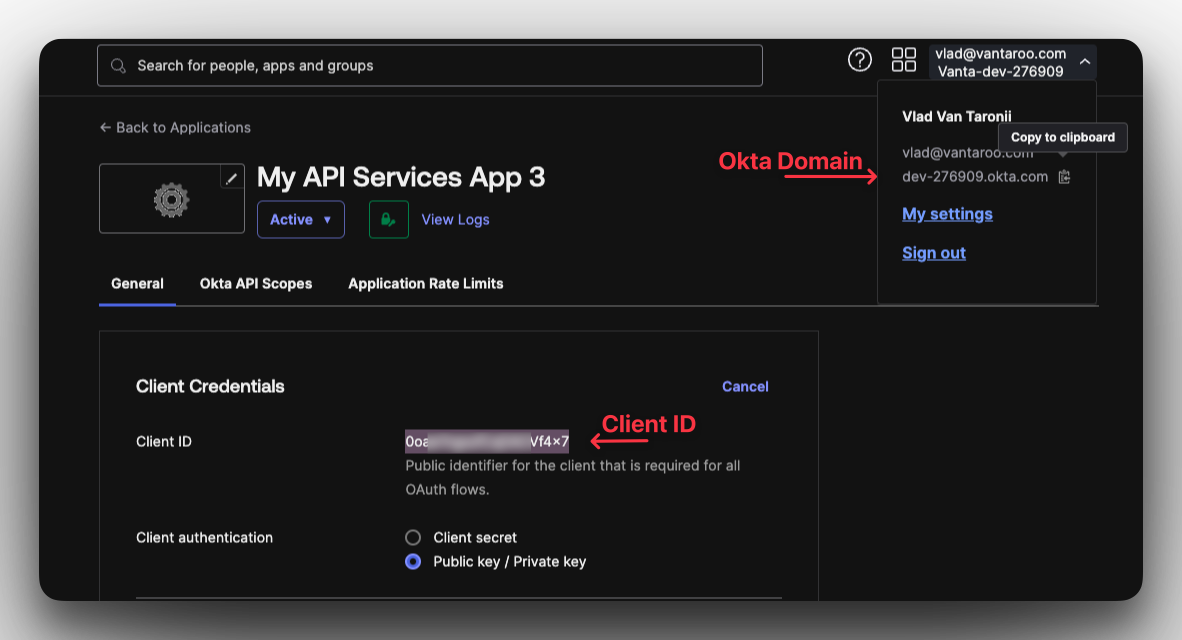 Search for people, apps and groups
vlad@vantaroo.com
Vanta-dev-276909
← Back to Applications
Vlad Van Taronii
Copy to clipboard
vlad@vantaroo.com
Okta Domain
dev-276909.okta.com
My API Services App 3
Active
View Logs
My settings
Sign out
General
Okta API Scopes
Application Rate Limits
Client Credentials
Cancel
Client ID
0oa
Vf4x7
Client ID
Public identifier for the client that is required for all
OAuth flows.
Client authentication
Client secret
Public key / Private key